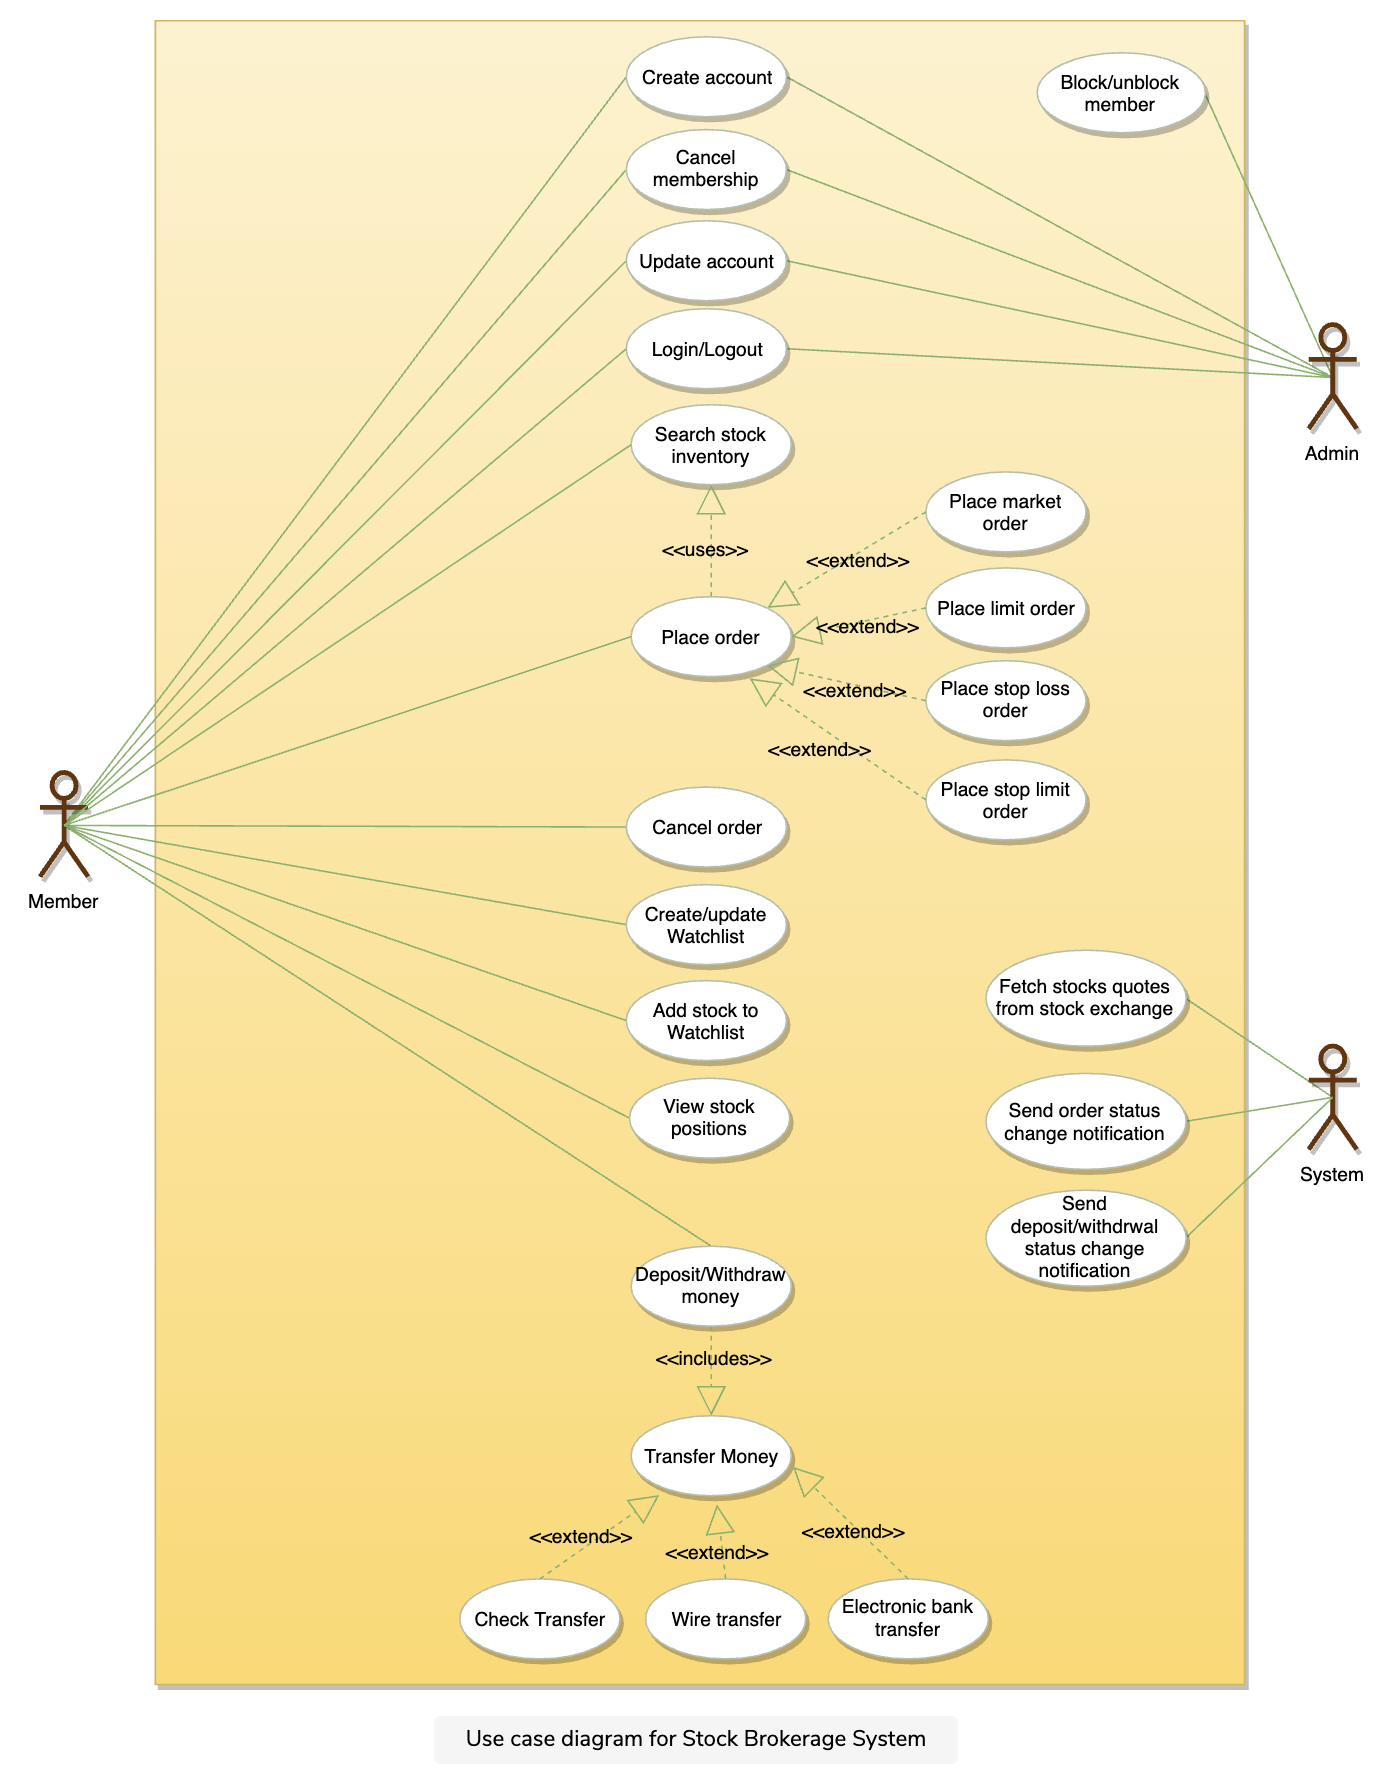 Create account
Block/unblock
member
Cancel
membership
Update account
Login/Logout
Admin
Search stock
inventory
<<uses>>
Place market
order
<<extend>>
Place limit order
<<extend>>
Place order
Place stop loss
order
<<extend>>
<<extend>>
Place stop limit
order
Member
Cancel order
Create/update
Watchlist
Add stock to
Watchlist
View stock
positions
Fetch stocks quotes
from stock exchange
Send order status
change notification
System
Send
deposit/withdrwal
status change
notification
Deposit/Withdraw
money
<<includes>>
Transfer Money
<<extend>>
<<extend>>
<<extend>>
Check Transfer
Wire transfer
Electronic bank
transfer
Use case diagram for Stock Brokerage System